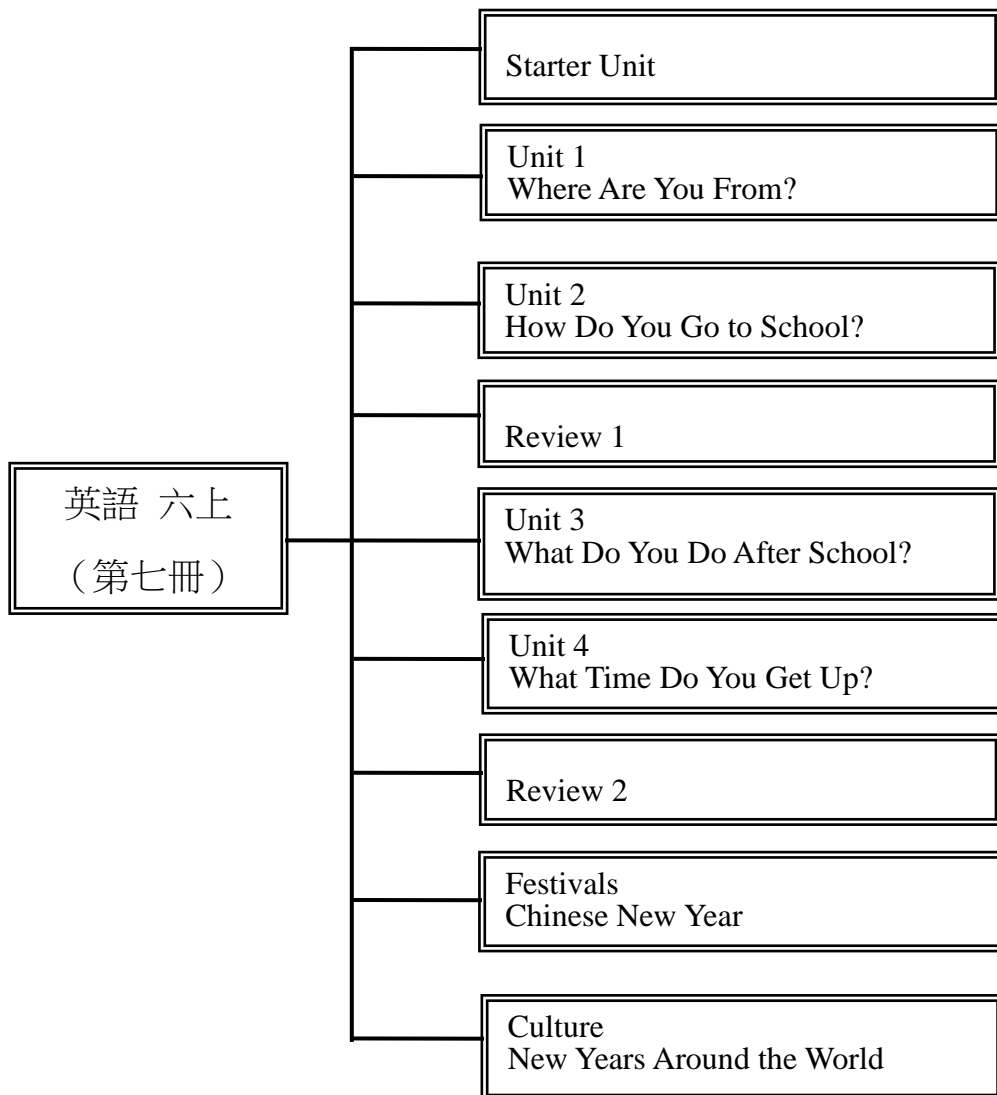 英語 六上
（第七冊）
Starter Unit
Unit 1
Where Are You From?
Unit 2
How Do You Go to School?
Review 1
Unit 3
What Do You Do After School?
Unit 4
What Time Do You Get Up?
Review 2
Festivals
Chinese New Year
Culture
New Years Around the World